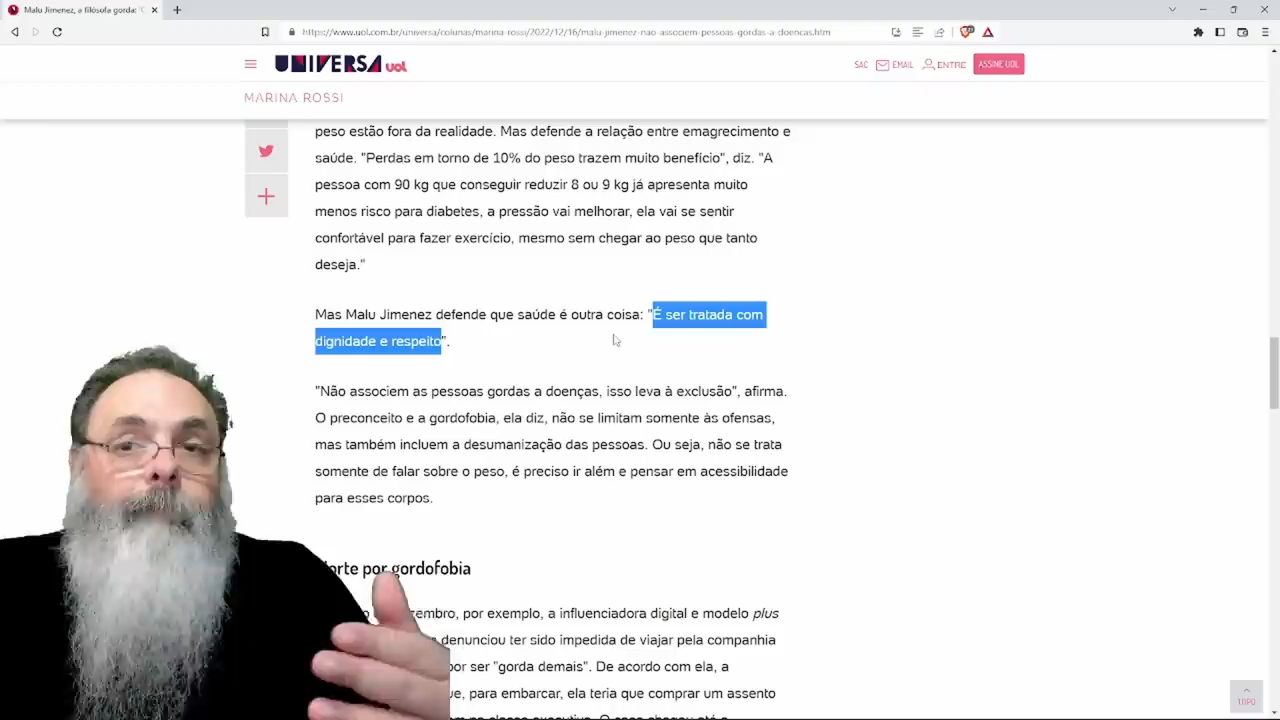 Malu Jimenez, a filósofa gorda: "
https://www.uol.com.br/universa/colunas/marina-rossi/2022/12/16/malu-jimenez-nao-associem-pessoas-gordas-a-doencas.htm
UNIVERSA uol
SAC EMAIL ENTRE ASSINE UOL
MARINA ROSSI
peso estão fora da realidade. Mas defende a relação entre emagrecimento e
saúde. "Perdas em torno de 10% do peso trazem muito benefício", diz. "A
pessoa com 90 kg que conseguir reduzir 8 ou 9 kg já apresenta muito
menos risco para diabetes, a pressão vai melhorar, ela vai se sentir
confortável para fazer exercício, mesmo sem chegar ao peso que tanto
deseja."
Mas Malu Jimenez defende que saúde é outra coisa: "É ser tratada com
dignidade e respeito".
"Não associem as pessoas gordas a doenças, isso leva à exclusão", afirma.
O preconceito e a gordofobia, ela diz, não se limitam somente às ofensas,
mas também incluem a desumanização das pessoas. Ou seja, não se trata
somente de falar sobre o peso, é preciso ir além e pensar em acessibilidade
para esses corpos.
por gordofobia
por exemplo, a influenciadora digital e modelo plus
denunciou ter sido impedida de viajar pela companhia
por ser "gorda demais". De acordo com ela, a
para embarcar, ela teria que comprar um assento
na classe executiva. O caso chegou até o
TOPO